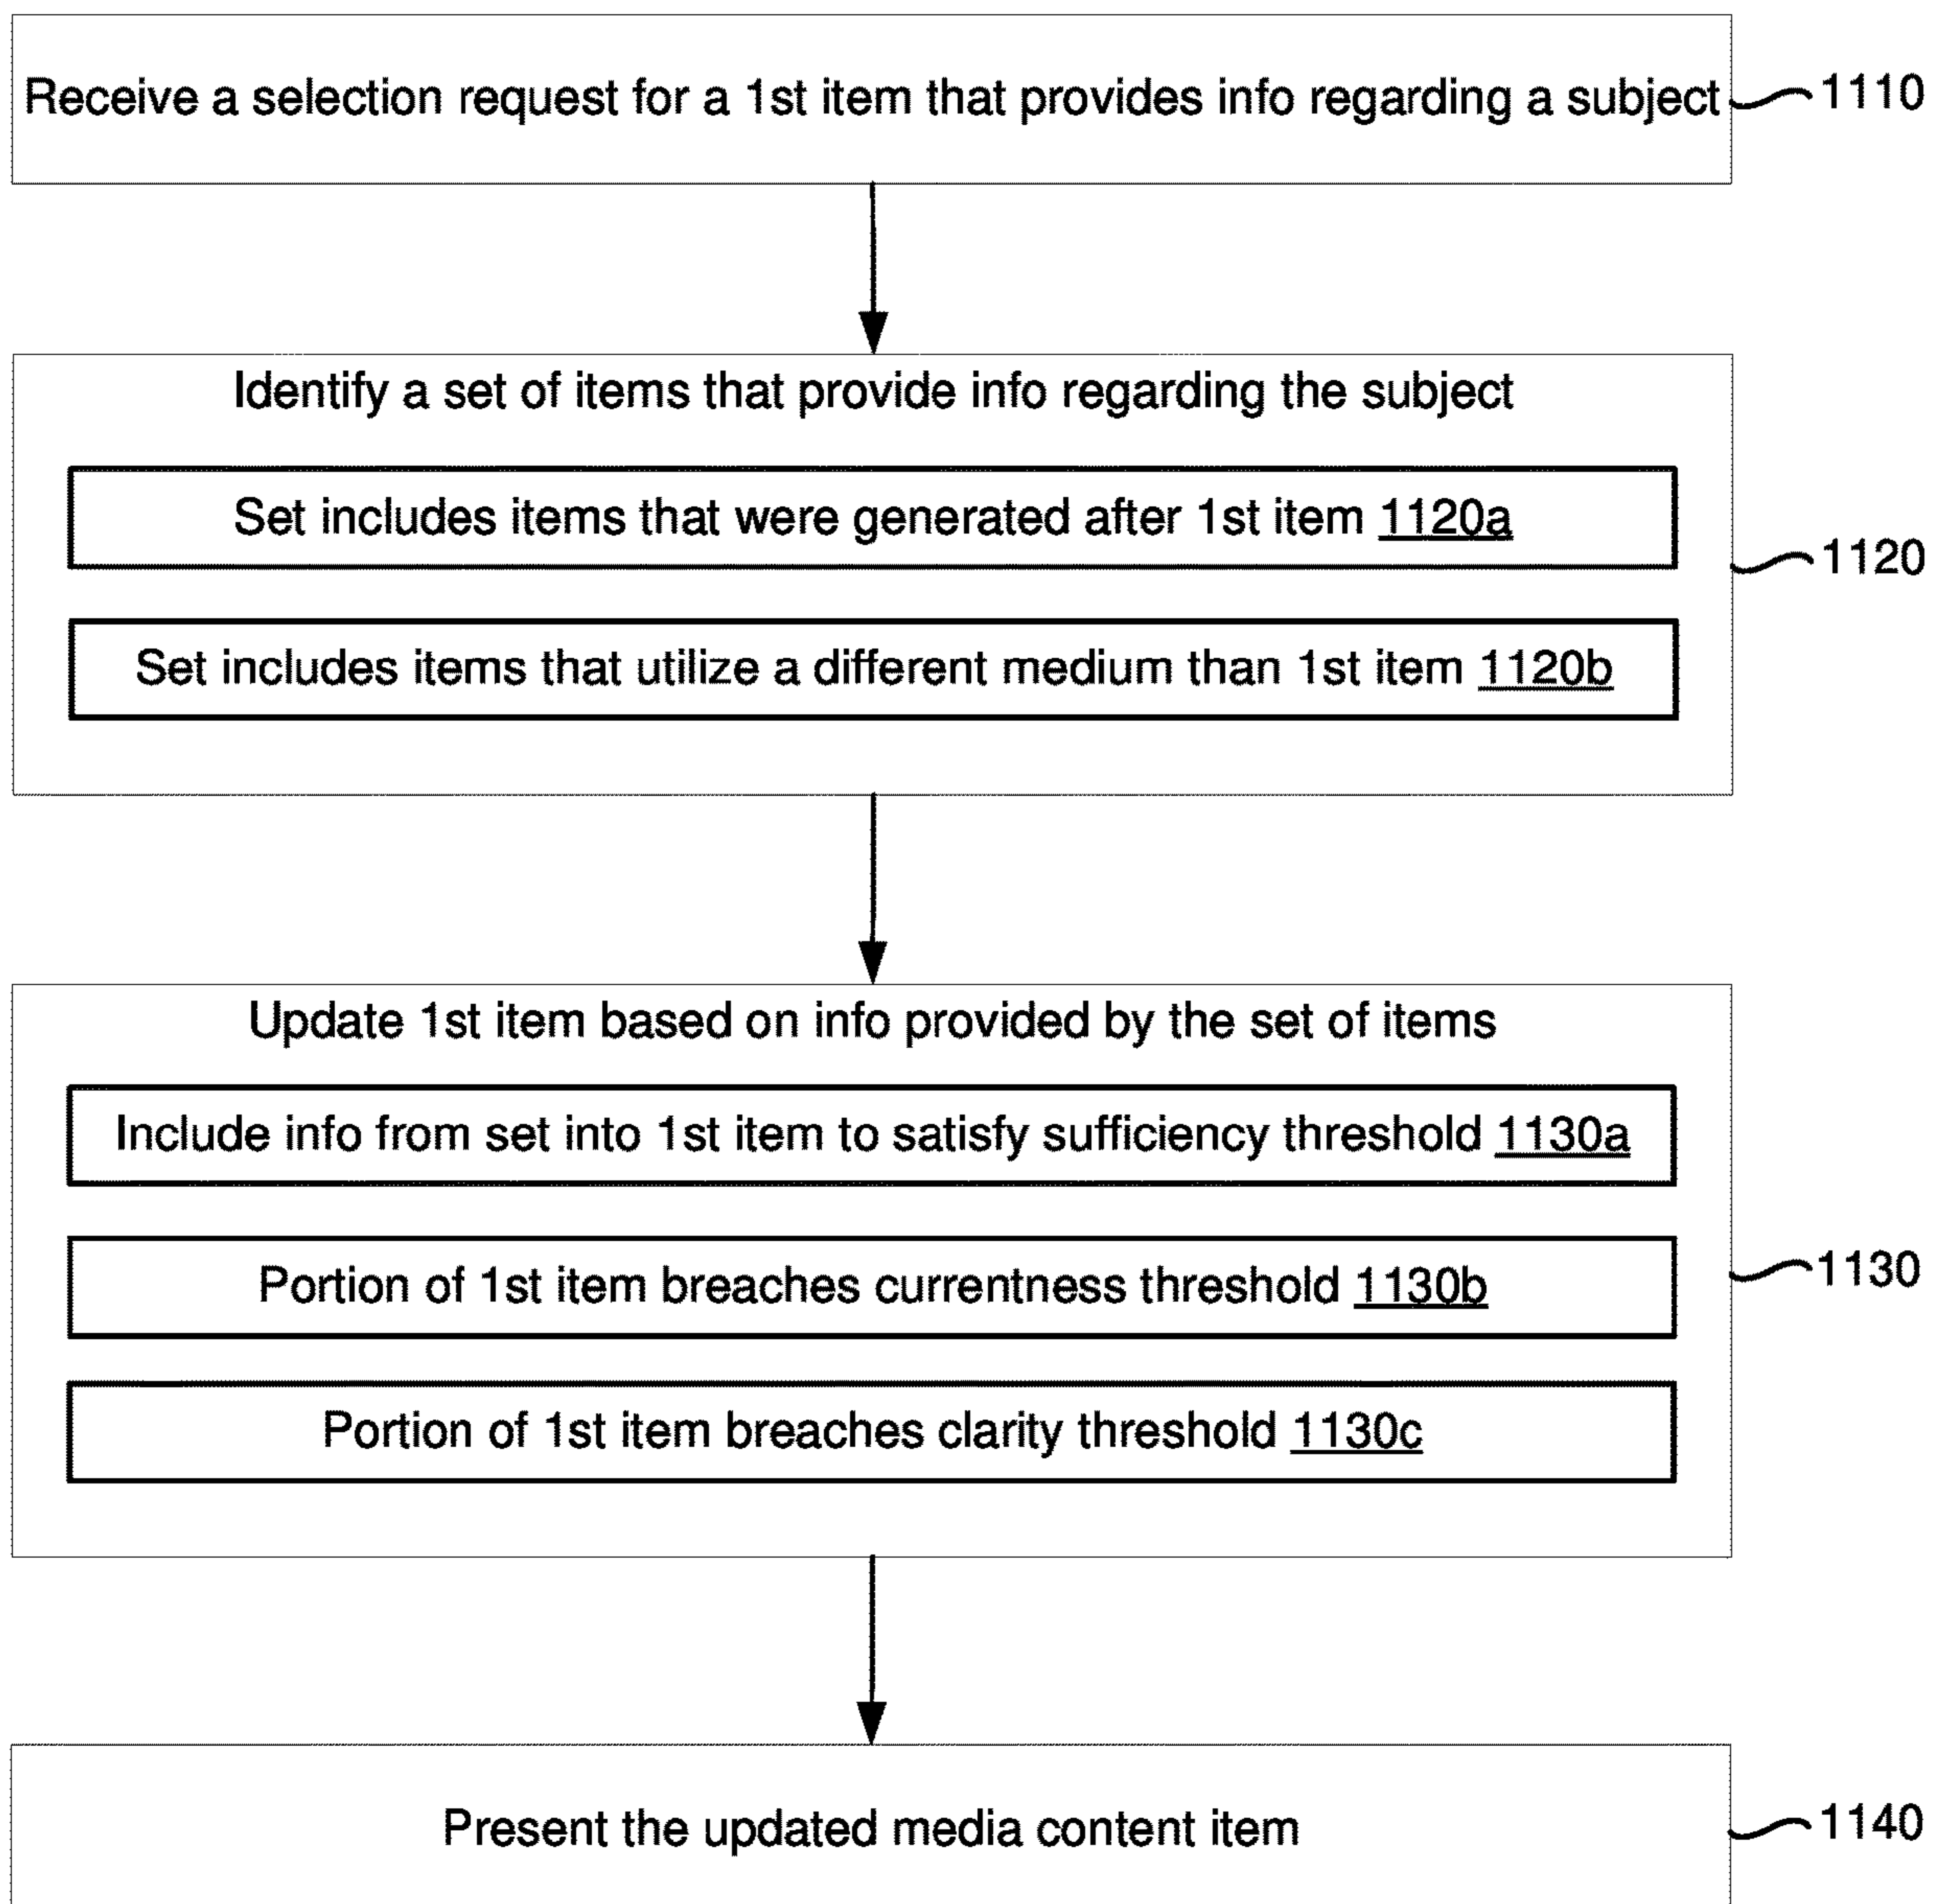 Receive a selection request for a 1st item that provides info regarding a subject
1110
Identify a set of items that provide info regarding the subject
Set includes items that were generated after 1st item 1120a
1120
Set includes items that utilize a different medium than 1st item 1120b
Update 1st item based on info provided by the set of items
Include info from set into 1st item to satisfy sufficiency threshold 1130a
Portion of 1st item breaches currentness threshold 1130b
1130
Portion of 1st item breaches clarity threshold 1130c
Present the updated media content item
1140